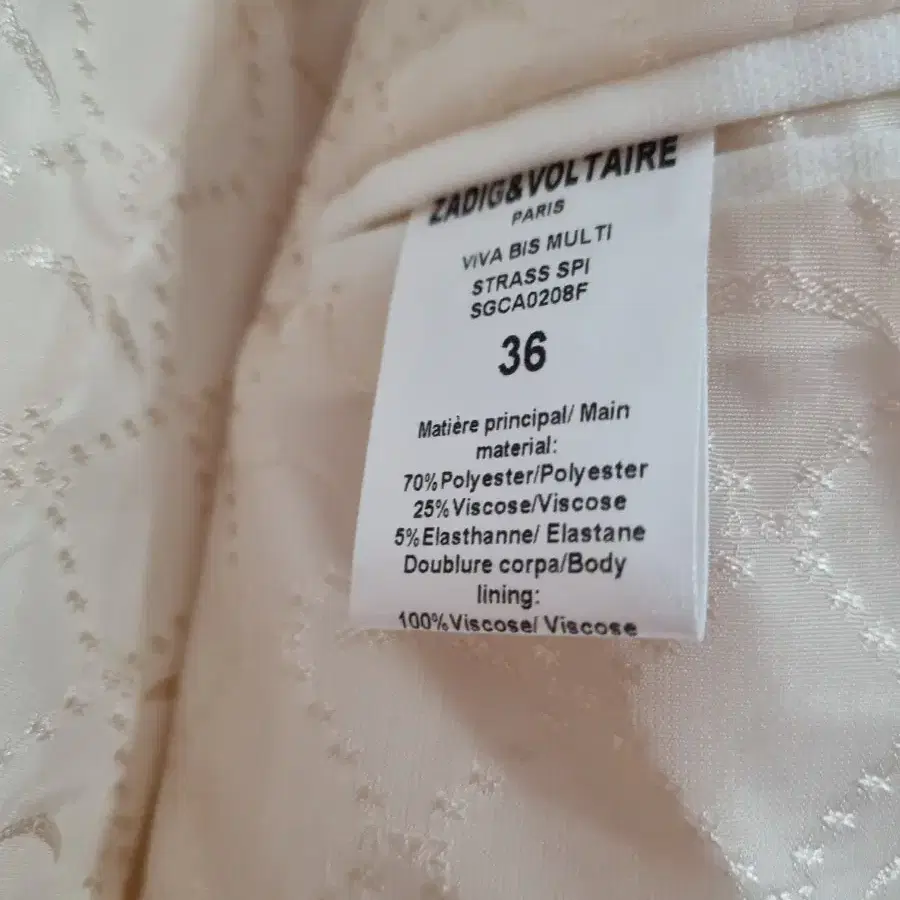 ZADIG&VOLTAIRE
PARIS
VIVA BIS MULTI
STRASS SPI
SGCA0208F
36
Matière principal/ Main
material:
70%Polyester/Polyester
25%Viscose/Viscose
5%Elasthanne/ Elastane
Doublure corpa/Body
lining:
100%Viscose/ Viscose